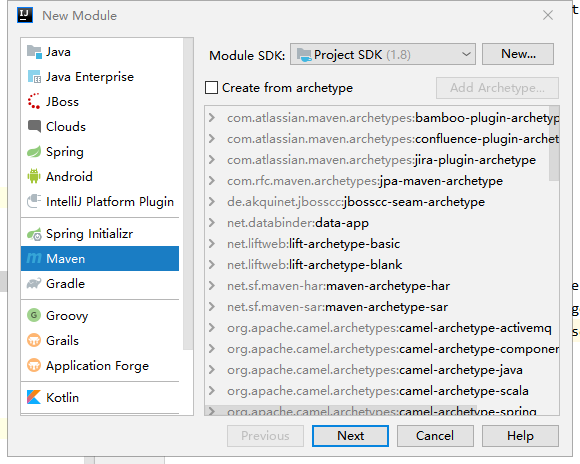 New Module
Java
Java Enterprise
JBoss
Clouds
Spring
Android
IntelliJ Platform Plugin
Spring Initializr
Maven
Gradle
Groovy
Grails
Application Forge
Kotlin
Module SDK: Project SDK (1.8) New...
Create from archetype Add Archetype...
com.atlassian.maven.archetypes:bamboo-plugin-archetyp
com.atlassian.maven.archetypes:confluence-plugin-archet
com.atlassian.maven.archetypes:jira-plugin-archetype
com.rfc.maven.archetypes:jpa-maven-archetype
de.akquinet.jbosscc:jbosscc-seam-archetype
net.databinder:data-app
net.liftweb:lift-archetype-basic
net.liftweb:lift-archetype-blank
net.sf.maven-har:maven-archetype-har
net.sf.maven-sar:maven-archetype-sar
org.apache.camel.archetypes:camel-archetype-activemq
org.apache.camel.archetypes:camel-archetype-componen
org.apache.camel.archetypes:camel-archetype-java
org.apache.camel.archetypes:camel-archetype-scala
org.apache.camel.archetypes:camel-archetype-spring
Previous Next Cancel Help